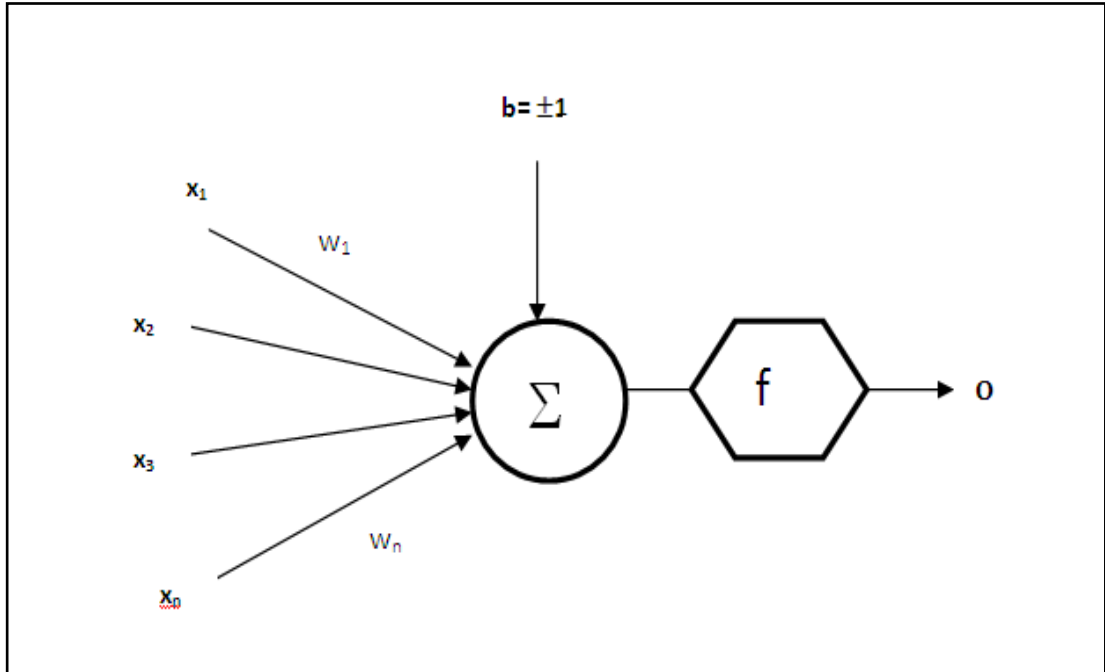 b= ±1
x₁
W₁
x₂
Σ
f
o
x₃
Wₙ
xₙ